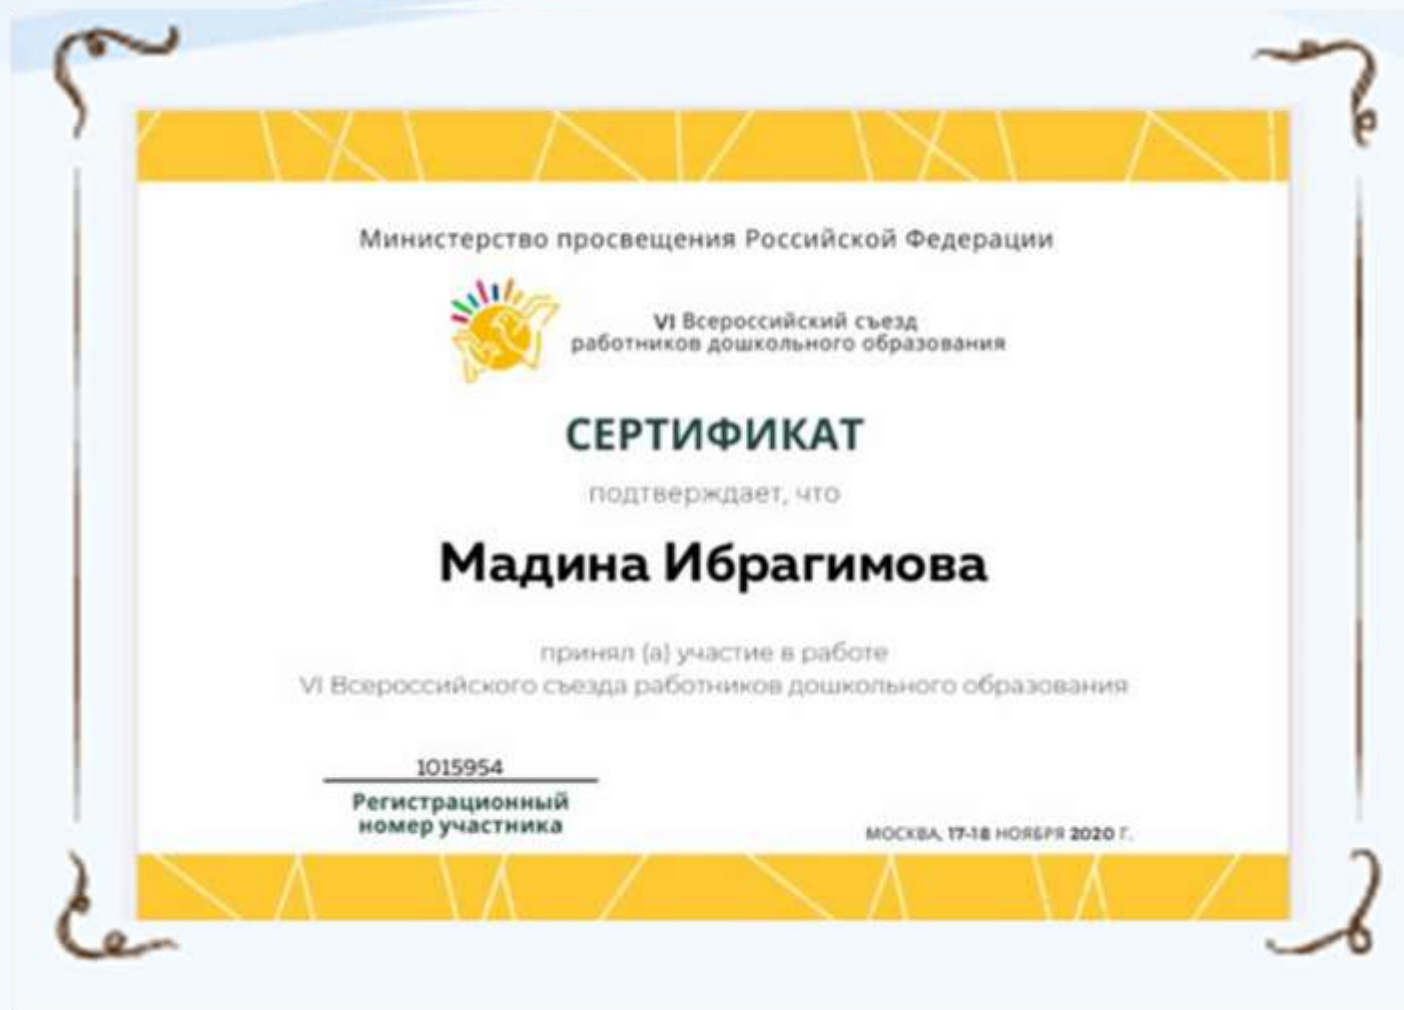 Министерство просвещения Российской Федерации
VI Всероссийский съезд
работников дошкольного образования
СЕРТИФИКАТ
подтверждает, что
Мадина Ибрагимова
принял (а) участие в работе
VI Всероссийского съезда работников дошкольного образования
1015954
Регистрационный
номер участника
МОСКВА, 17-18 НОЯБРЯ 2020 Г.